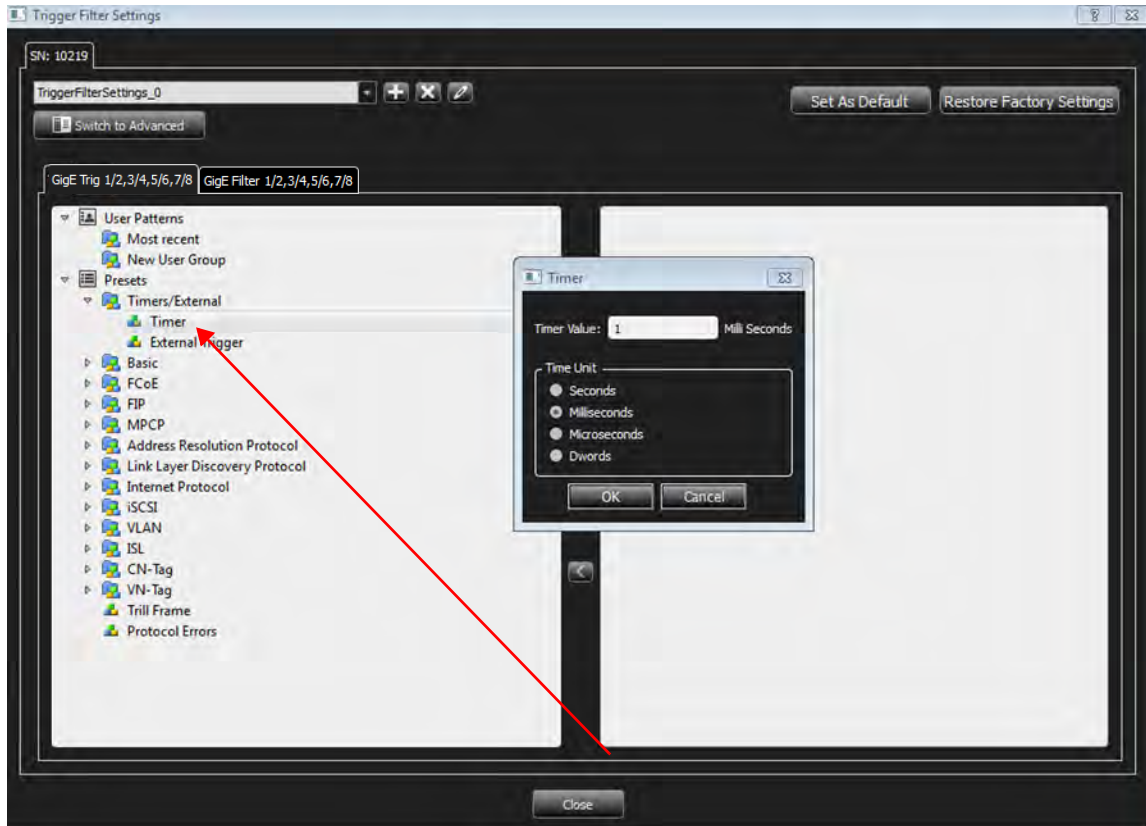 Trigger Filter Settings
SN: 10219
TriggerFilterSettings_0
Set As Default
Restore Factory Settings
Switch to Advanced
GigE Trig 1/2,3/4,5/6,7/8
GigE Filter 1/2,3/4,5/6,7/8
User Patterns
Most recent
New User Group
Presets
Timers/External
Timer
External Trigger
Basic
FCoE
FIP
MPCP
Address Resolution Protocol
Link Layer Discovery Protocol
Internet Protocol
iSCSI
VLAN
ISL
CN-Tag
VN-Tag
Trill Frame
Protocol Errors
Timer
Timer Value: 1 Milli Seconds
Time Unit
Seconds
Milliseconds
Microseconds
Dwords
OK
Cancel
Close